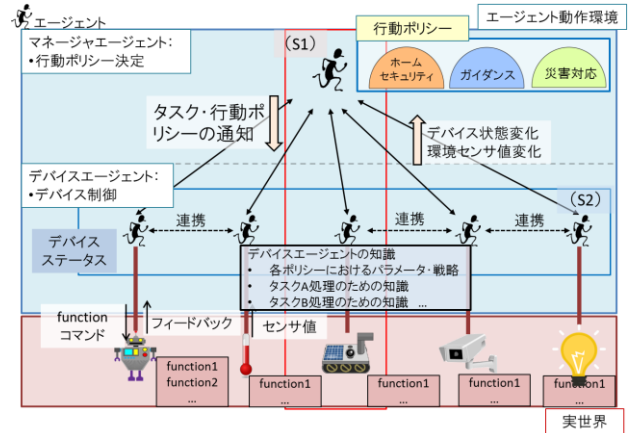 エージェント
エージェント動作環境
マネージャエージェント:
•行動ポリシー決定
(S1)
行動ポリシー
ホーム
セキュリティ
ガイダンス
災害対応
タスク・行動ポ
リシーの通知
デバイス状態変化
環境センサ値変化
デバイスエージェント:
•デバイス制御
(S2)
連携
連携
連携
デバイス
ステータス
デバイスエージェントの知識
• 各ポリシーにおけるパラメータ・戦略
• タスクA処理のための知識
• タスクB処理のための知識 …
function
コマンド
フィードバック
センサ値
function1
function2
…
function1
…
function1
…
function1
…
function1
…
実世界